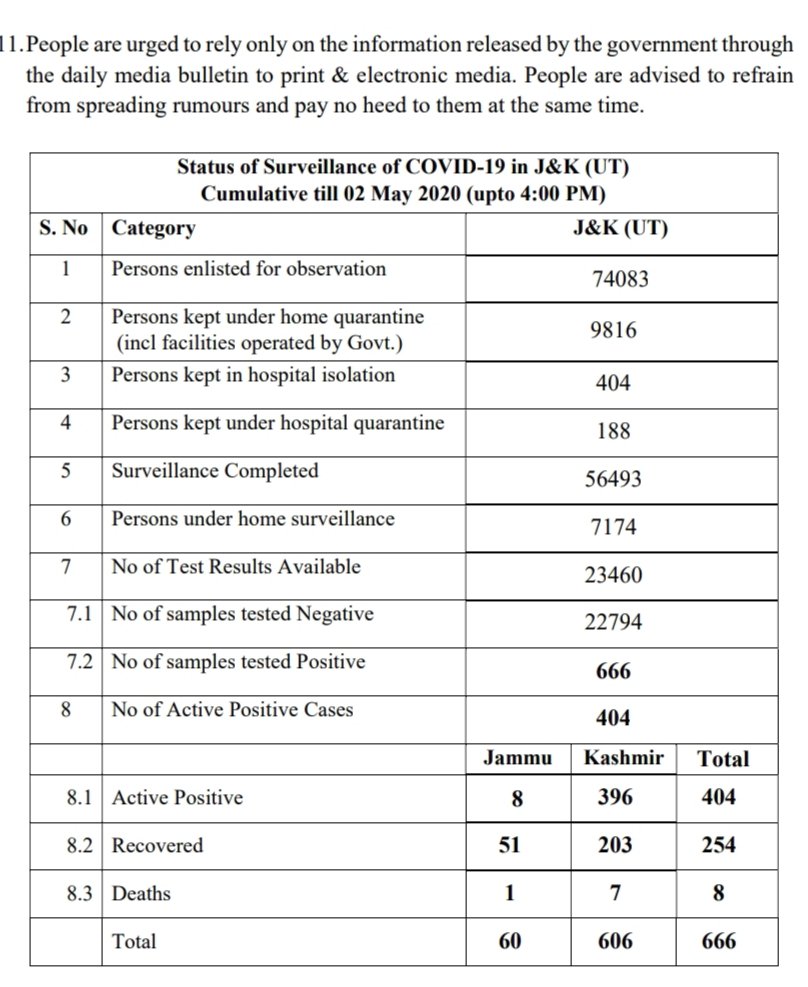 11.People are urged to rely only on the information released by the government through
the daily media bulletin to print & electronic media. People are advised to refrain
from spreading rumours and pay no heed to them at the same time.
Status of Surveillance of COVID-19 in J&K (UT)
Cumulative till 02 May 2020 (upto 4:00 PM)
S. No Category J&K (UT)
1 Persons enlisted for observation 74083
2 Persons kept under home quarantine
(incl facilities operated by Govt.) 9816
3 Persons kept in hospital isolation 404
4 Persons kept under hospital quarantine 188
5 Surveillance Completed 56493
6 Persons under home surveillance 7174
7 No of Test Results Available 23460
7.1 No of samples tested Negative 22794
7.2 No of samples tested Positive 666
8 No of Active Positive Cases 404
Jammu Kashmir Total
8.1 Active Positive 8 396 404
8.2 Recovered 51 203 254
8.3 Deaths 1 7 8
Total 60 606 666